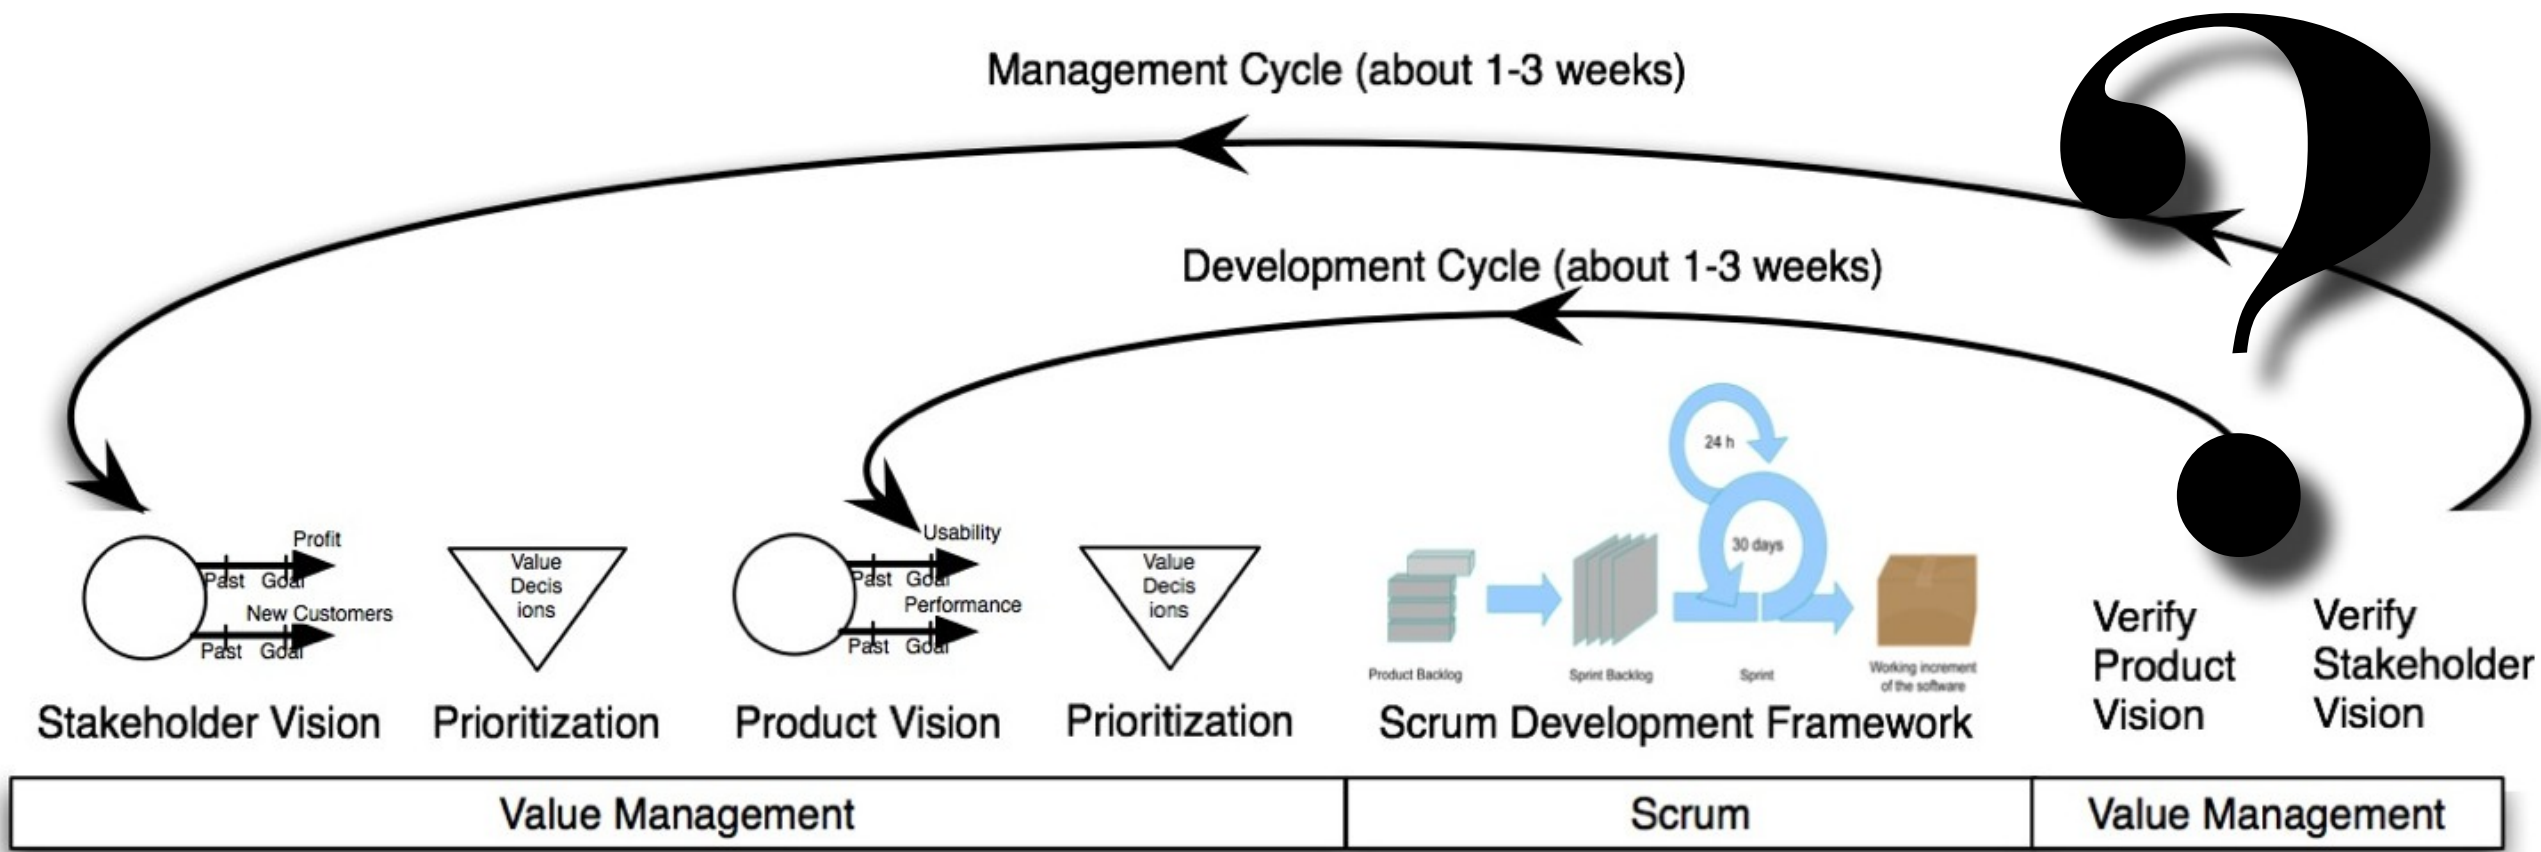 Management Cycle (about 1-3 weeks)
Development Cycle (about 1-3 weeks)
?
Profit
Past Goal
New Customers
Past Goal
Stakeholder Vision
Value
Decis
ions
Prioritization
Usability
Past Goal
Performance
Past Goal
Product Vision
Value
Decis
ions
Prioritization
24 h
30 days
Product Backlog
Sprint Backlog
Sprint
Working increment
of the software
Scrum Development Framework
Verify
Product
Vision
Verify
Stakeholder
Vision
Value Management
Scrum
Value Management